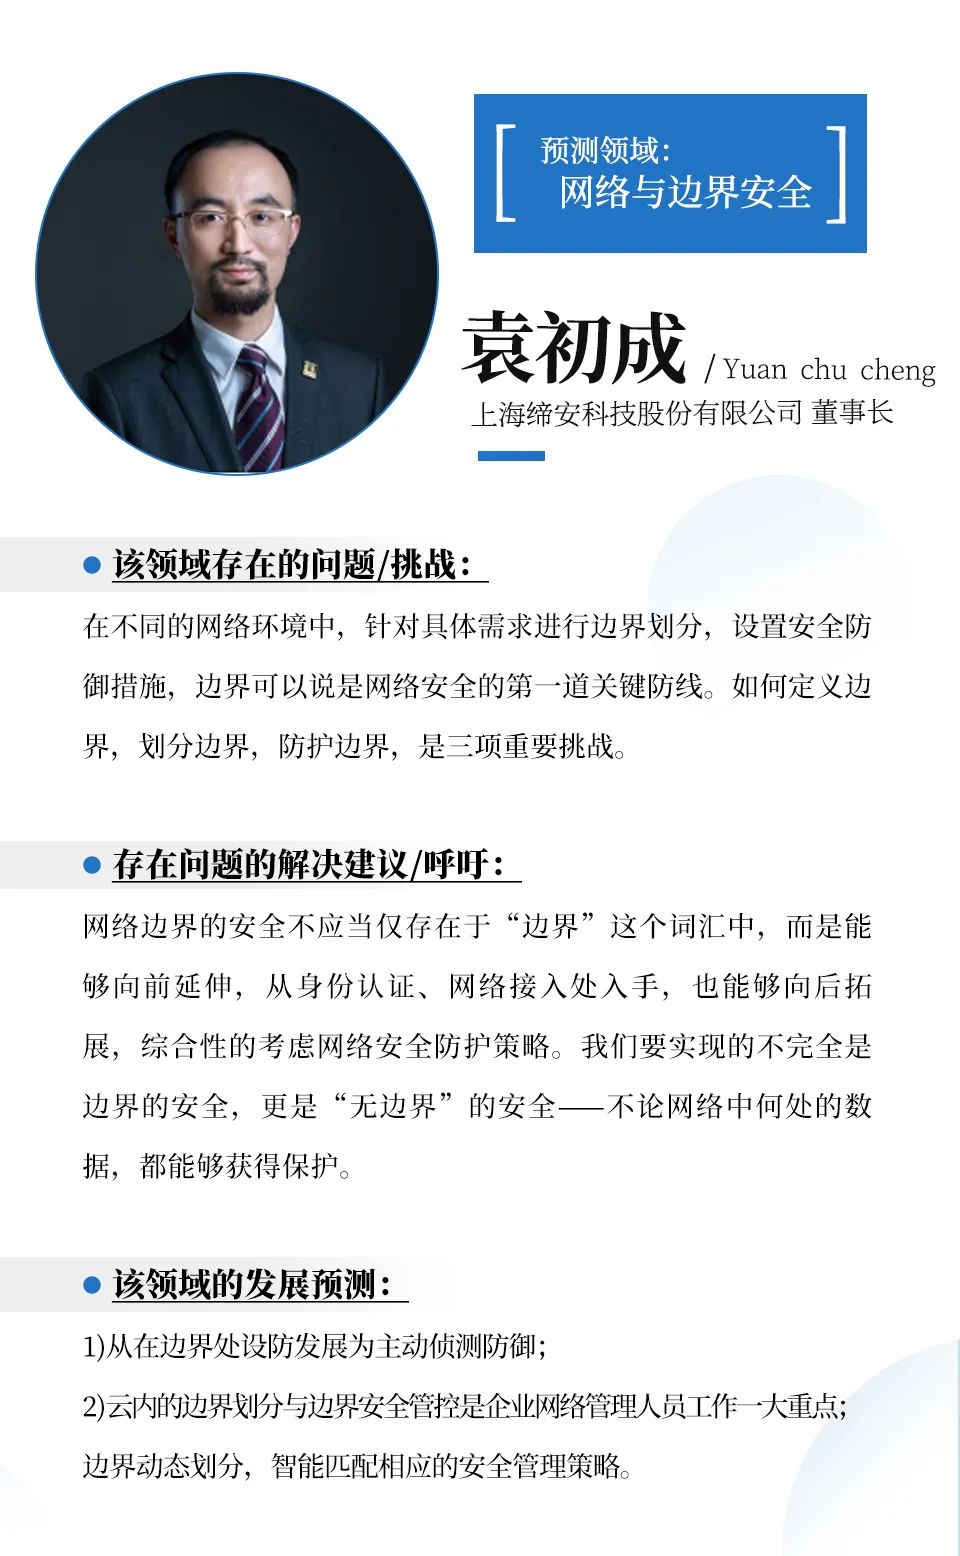 预测领域：
网络与边界安全
袁初成 /Yuan chu cheng
上海缔安科技股份有限公司 董事长
该领域存在的问题/挑战：
在不同的网络环境中，针对具体需求进行边界划分，设置安全防
御措施，边界可以说是网络安全的第一道关键防线。如何定义边
界，划分边界，防护边界，是三项重要挑战。
存在问题的解决建议/呼吁：
网络边界的安全不应当仅存在于“边界”这个词汇中，而是能
够向前延伸，从身份认证、网络接入处入手，也能够向后拓
展，综合性的考虑网络安全防护策略。我们要实现的不完全是
边界的安全，更是“无边界”的安全——不论网络中何处的数
据，都能够获得保护。
该领域的发展预测：
1)从在边界处设防发展为主动侦测防御；
2)云内的边界划分与边界安全管控是企业网络管理人员工作一大重点；
边界动态划分，智能匹配相应的安全管理策略。